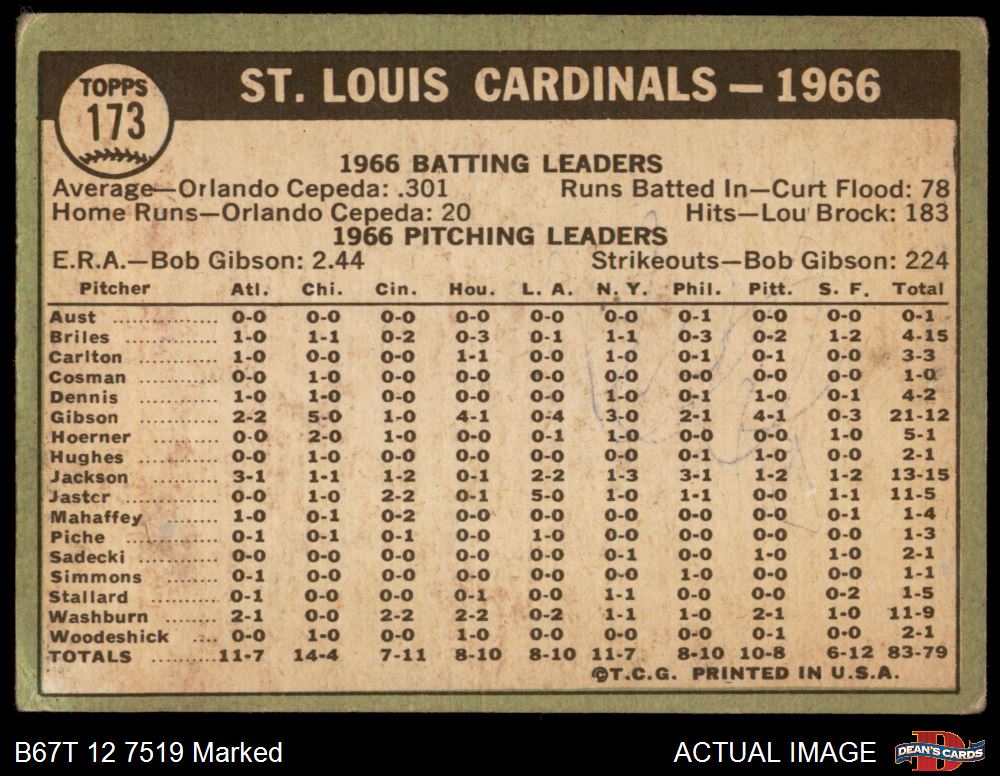 TOPPS
173
ST. LOUIS CARDINALS — 1966
1966 BATTING LEADERS
Average—Orlando Cepeda: .301 Runs Batted In—Curt Flood: 78
Home Runs—Orlando Cepeda: 20 Hits—Lou Brock: 183
1966 PITCHING LEADERS
E.R.A.—Bob Gibson: 2.44 Strikeouts—Bob Gibson: 224
Pitcher Atl. Chi. Cin. Hou. L. A. N. Y. Phil. Pitt. S. F. Total
Aust .............. 0-0 0-0 0-0 0-0 0-0 0-0 0-1 0-0 0-0 0-1
Briles ............ 1-0 1-1 0-2 0-3 0-1 1-1 0-3 0-2 1-2 4-15
Carlton .......... 1-0 0-0 0-0 1-1 0-0 1-0 0-1 0-1 0-0 3-3
Cosman .......... 0-0 1-0 0-0 0-0 0-0 0-0 0-0 0-0 0-0 1-0
Dennis ........... 1-0 1-0 0-0 0-0 0-0 1-0 0-1 1-0 0-1 4-2
Gibson .......... 2-2 5-0 1-0 4-1 0-4 3-0 2-1 4-1 0-3 21-12
Hoerner ......... 0-0 2-0 1-0 0-0 0-1 1-0 0-0 0-0 1-0 5-1
Hughes .......... 0-0 1-0 0-0 0-0 0-0 0-0 0-1 1-0 0-0 2-1
Jackson .......... 3-1 1-1 1-2 0-1 2-2 1-3 3-1 1-2 1-2 13-15
Jaster ............ 0-0 1-0 2-2 0-1 5-0 1-0 1-1 0-0 1-1 11-5
Mahaffey ........ 1-0 0-1 0-2 0-0 0-0 0-0 0-0 0-0 0-1 1-4
Piche ............. 0-1 0-1 0-1 0-0 1-0 0-0 0-0 0-0 0-0 1-3
Sadecki .......... 0-0 0-0 0-0 0-0 0-0 0-1 0-0 1-0 1-0 2-1
Simmons ........ 0-1 0-0 0-0 0-0 0-0 0-0 1-0 0-0 0-0 1-1
Stallard .......... 0-1 0-0 0-0 0-1 0-0 1-1 0-0 0-0 0-2 1-5
Washburn ....... 2-1 0-0 2-2 2-2 0-2 1-1 1-0 2-1 1-0 11-9
Woodeshick .... 0-0 1-0 0-0 1-0 0-0 0-0 0-0 0-1 0-0 2-1
TOTALS .......... 11-7 14-4 7-11 8-10 8-10 11-7 8-10 10-8 6-12 83-79
©T.C.G. PRINTED IN U.S.A.
B67T 12 7519 Marked
ACTUAL IMAGE
D
DEAN'S CARDS